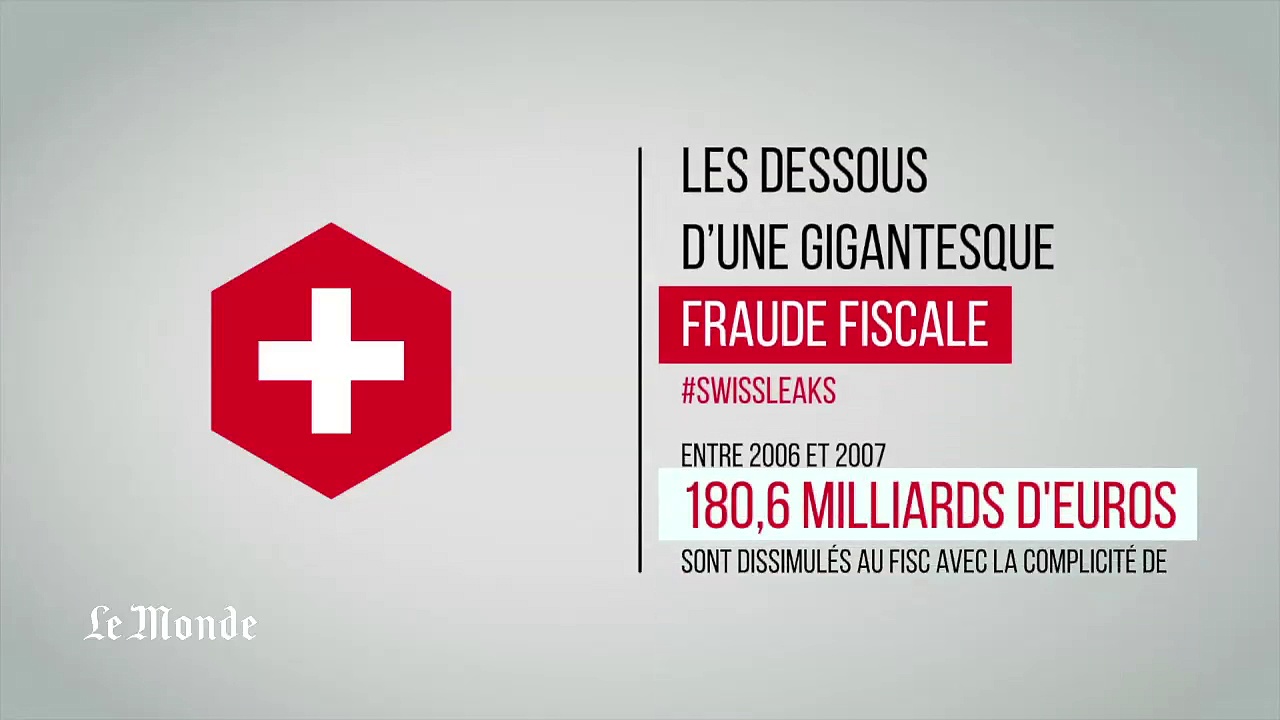 LES DESSOUS
D’UNE GIGANTESQUE
FRAUDE FISCALE
#SWISSLEAKS
ENTRE 2006 ET 2007
180,6 MILLIARDS D'EUROS
SONT DISSIMULÉS AU FISC AVEC LA COMPLICITÉ DE
Le Monde